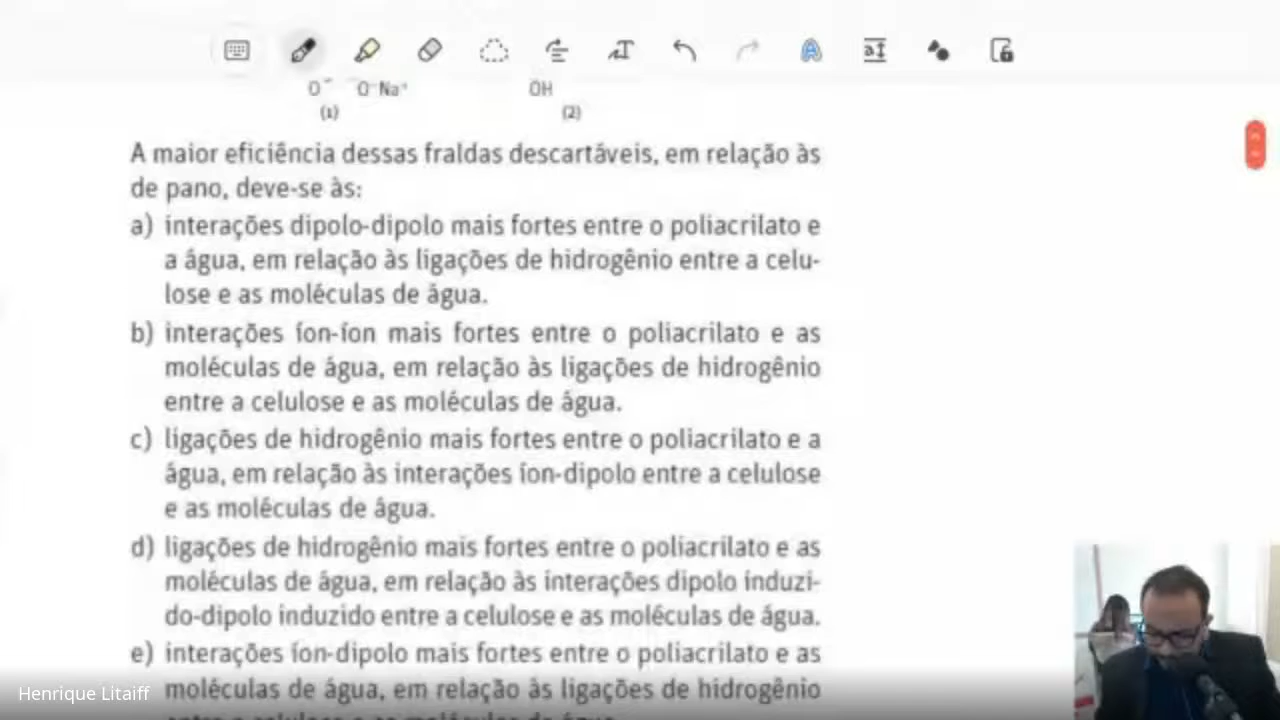 O⁻ O⁻Na⁺ OH
(1) (2)
A maior eficiência dessas fraldas descartáveis, em relação às
de pano, deve-se às:
a) interações dipolo-dipolo mais fortes entre o poliacrilato e
a água, em relação às ligações de hidrogênio entre a celu-
lose e as moléculas de água.
b) interações íon-íon mais fortes entre o poliacrilato e as
moléculas de água, em relação às ligações de hidrogênio
entre a celulose e as moléculas de água.
c) ligações de hidrogênio mais fortes entre o poliacrilato e a
água, em relação às interações íon-dipolo entre a celulose
e as moléculas de água.
d) ligações de hidrogênio mais fortes entre o poliacrilato e as
moléculas de água, em relação às interações dipolo induzi-
do-dipolo induzido entre a celulose e as moléculas de água.
e) interações íon-dipolo mais fortes entre o poliacrilato e as
moléculas de água, em relação às ligações de hidrogênio
entre a celulose e as moléculas de água.
Henrique Litaiff